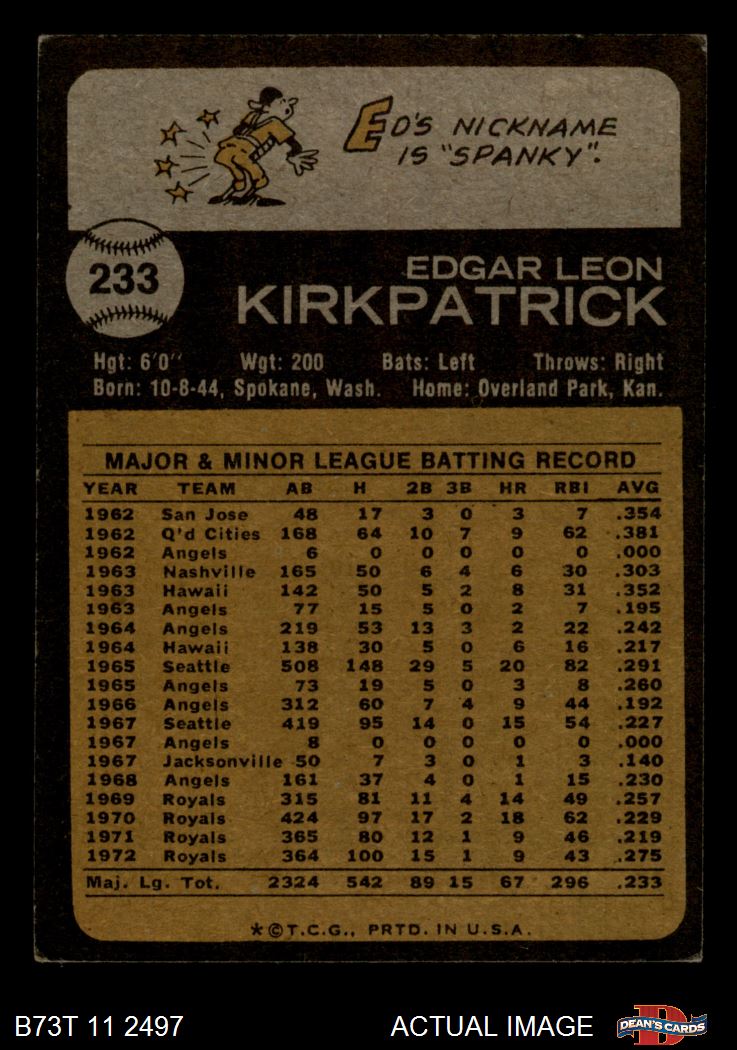 ED'S NICKNAME
IS "SPANKY".
233
EDGAR LEON
KIRKPATRICK
Hgt: 6'0" Wgt: 200 Bats: Left Throws: Right
Born: 10-8-44, Spokane, Wash. Home: Overland Park, Kan.
MAJOR & MINOR LEAGUE BATTING RECORD
YEAR TEAM AB H 2B 3B HR RBI AVG
1962 San Jose 48 17 3 0 3 7 .354
1962 Q'd Cities 168 64 10 7 9 62 .381
1962 Angels 6 0 0 0 0 0 .000
1963 Nashville 165 50 6 4 6 30 .303
1963 Hawaii 142 50 5 2 8 31 .352
1963 Angels 77 15 5 0 2 7 .195
1964 Angels 219 53 13 3 2 22 .242
1964 Hawaii 138 30 5 0 6 16 .217
1965 Seattle 508 148 29 5 20 82 .291
1965 Angels 73 19 5 0 3 8 .260
1966 Angels 312 60 7 4 9 44 .192
1967 Seattle 419 95 14 0 15 54 .227
1967 Angels 8 0 0 0 0 0 .000
1967 Jacksonville 50 7 3 0 1 3 .140
1968 Angels 161 37 4 0 1 15 .230
1969 Royals 315 81 11 4 14 49 .257
1970 Royals 424 97 17 2 18 62 .229
1971 Royals 365 80 12 1 9 46 .219
1972 Royals 364 100 15 1 9 43 .275
Maj. Lg. Tot. 2324 542 89 15 67 296 .233
*©T.C.G., PRTD. IN U.S.A.
B73T 11 2497 ACTUAL IMAGE D DEAN'S CARDS